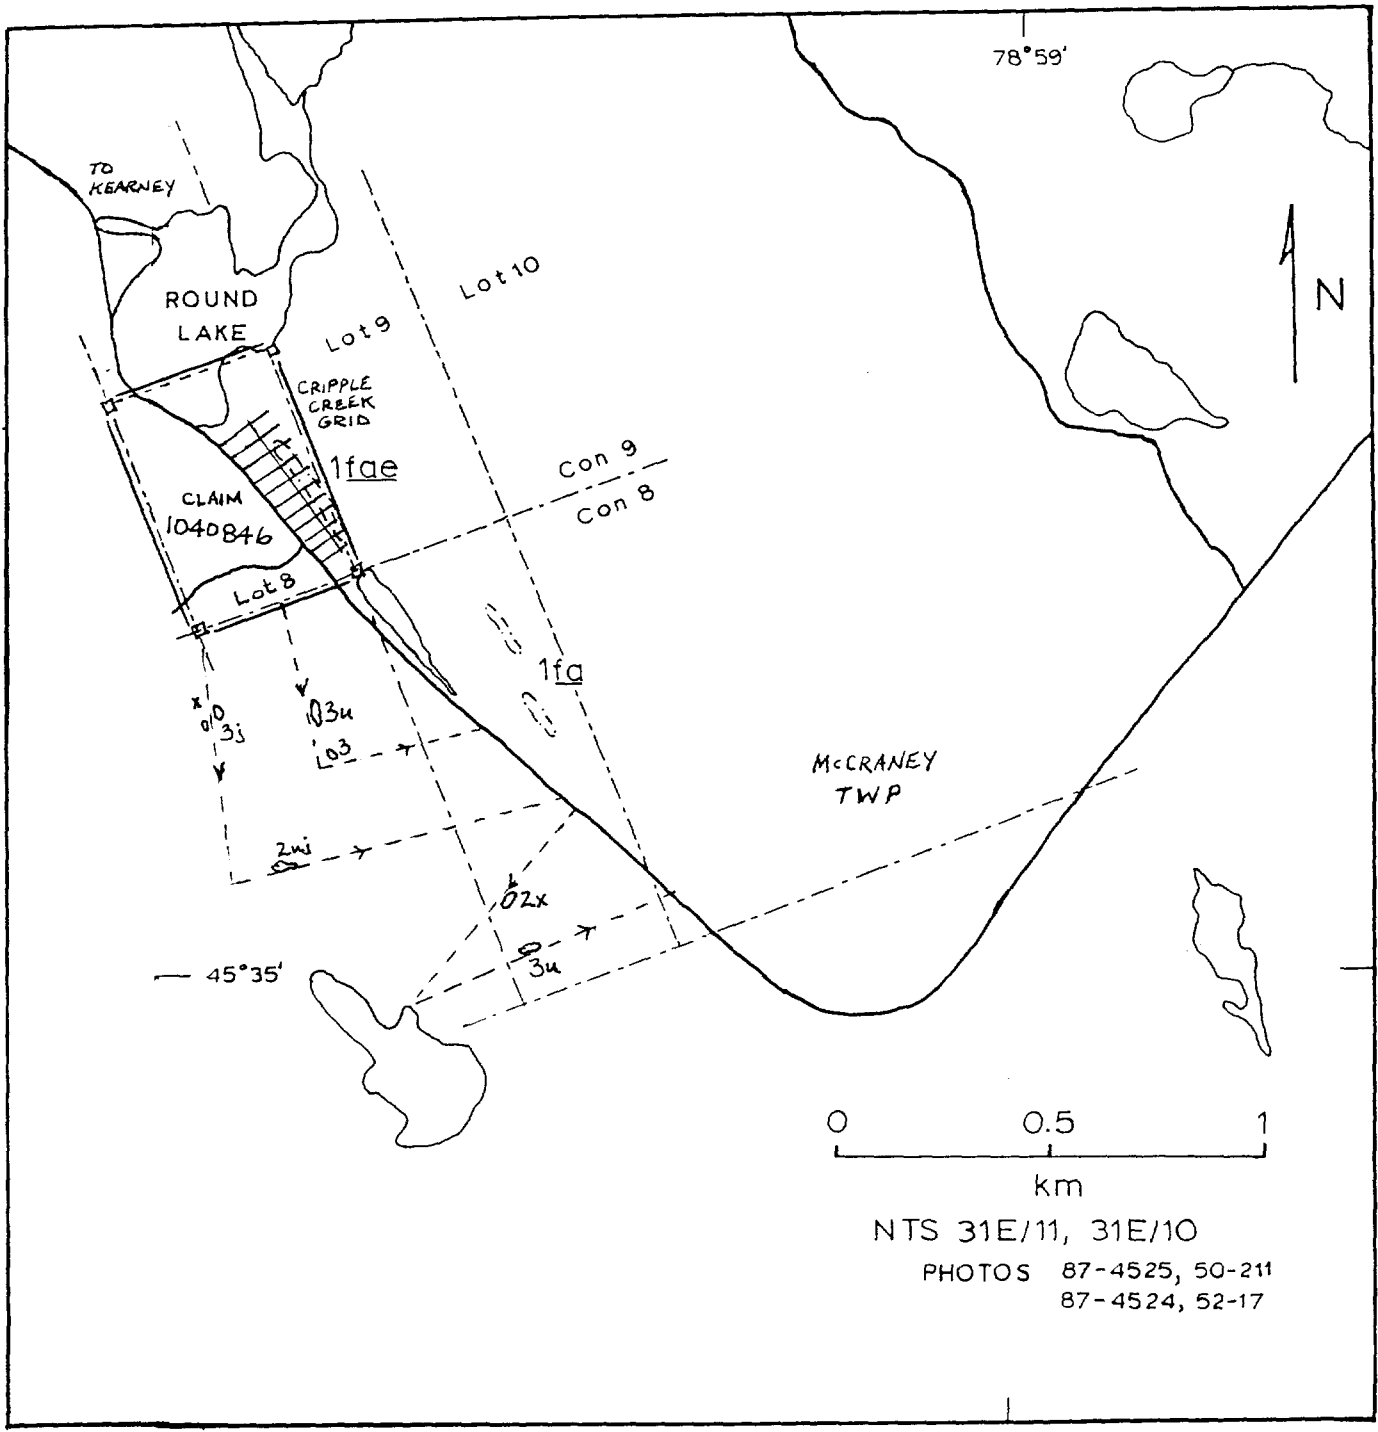 78°59'
TO
KEARNEY
ROUND
LAKE
Lot 10
Lot 9
N
CRIPPLE
CREEK
GRID
1fae
Con 9
Con 8
CLAIM
1040846
Lot 8
1fa
3u
3j
3
McCRANEY
TWP
2x
3u
45°35'
0 0.5 1
km
NTS 31E/11, 31E/10
PHOTOS 87-4525, 50-211
87-4524, 52-17